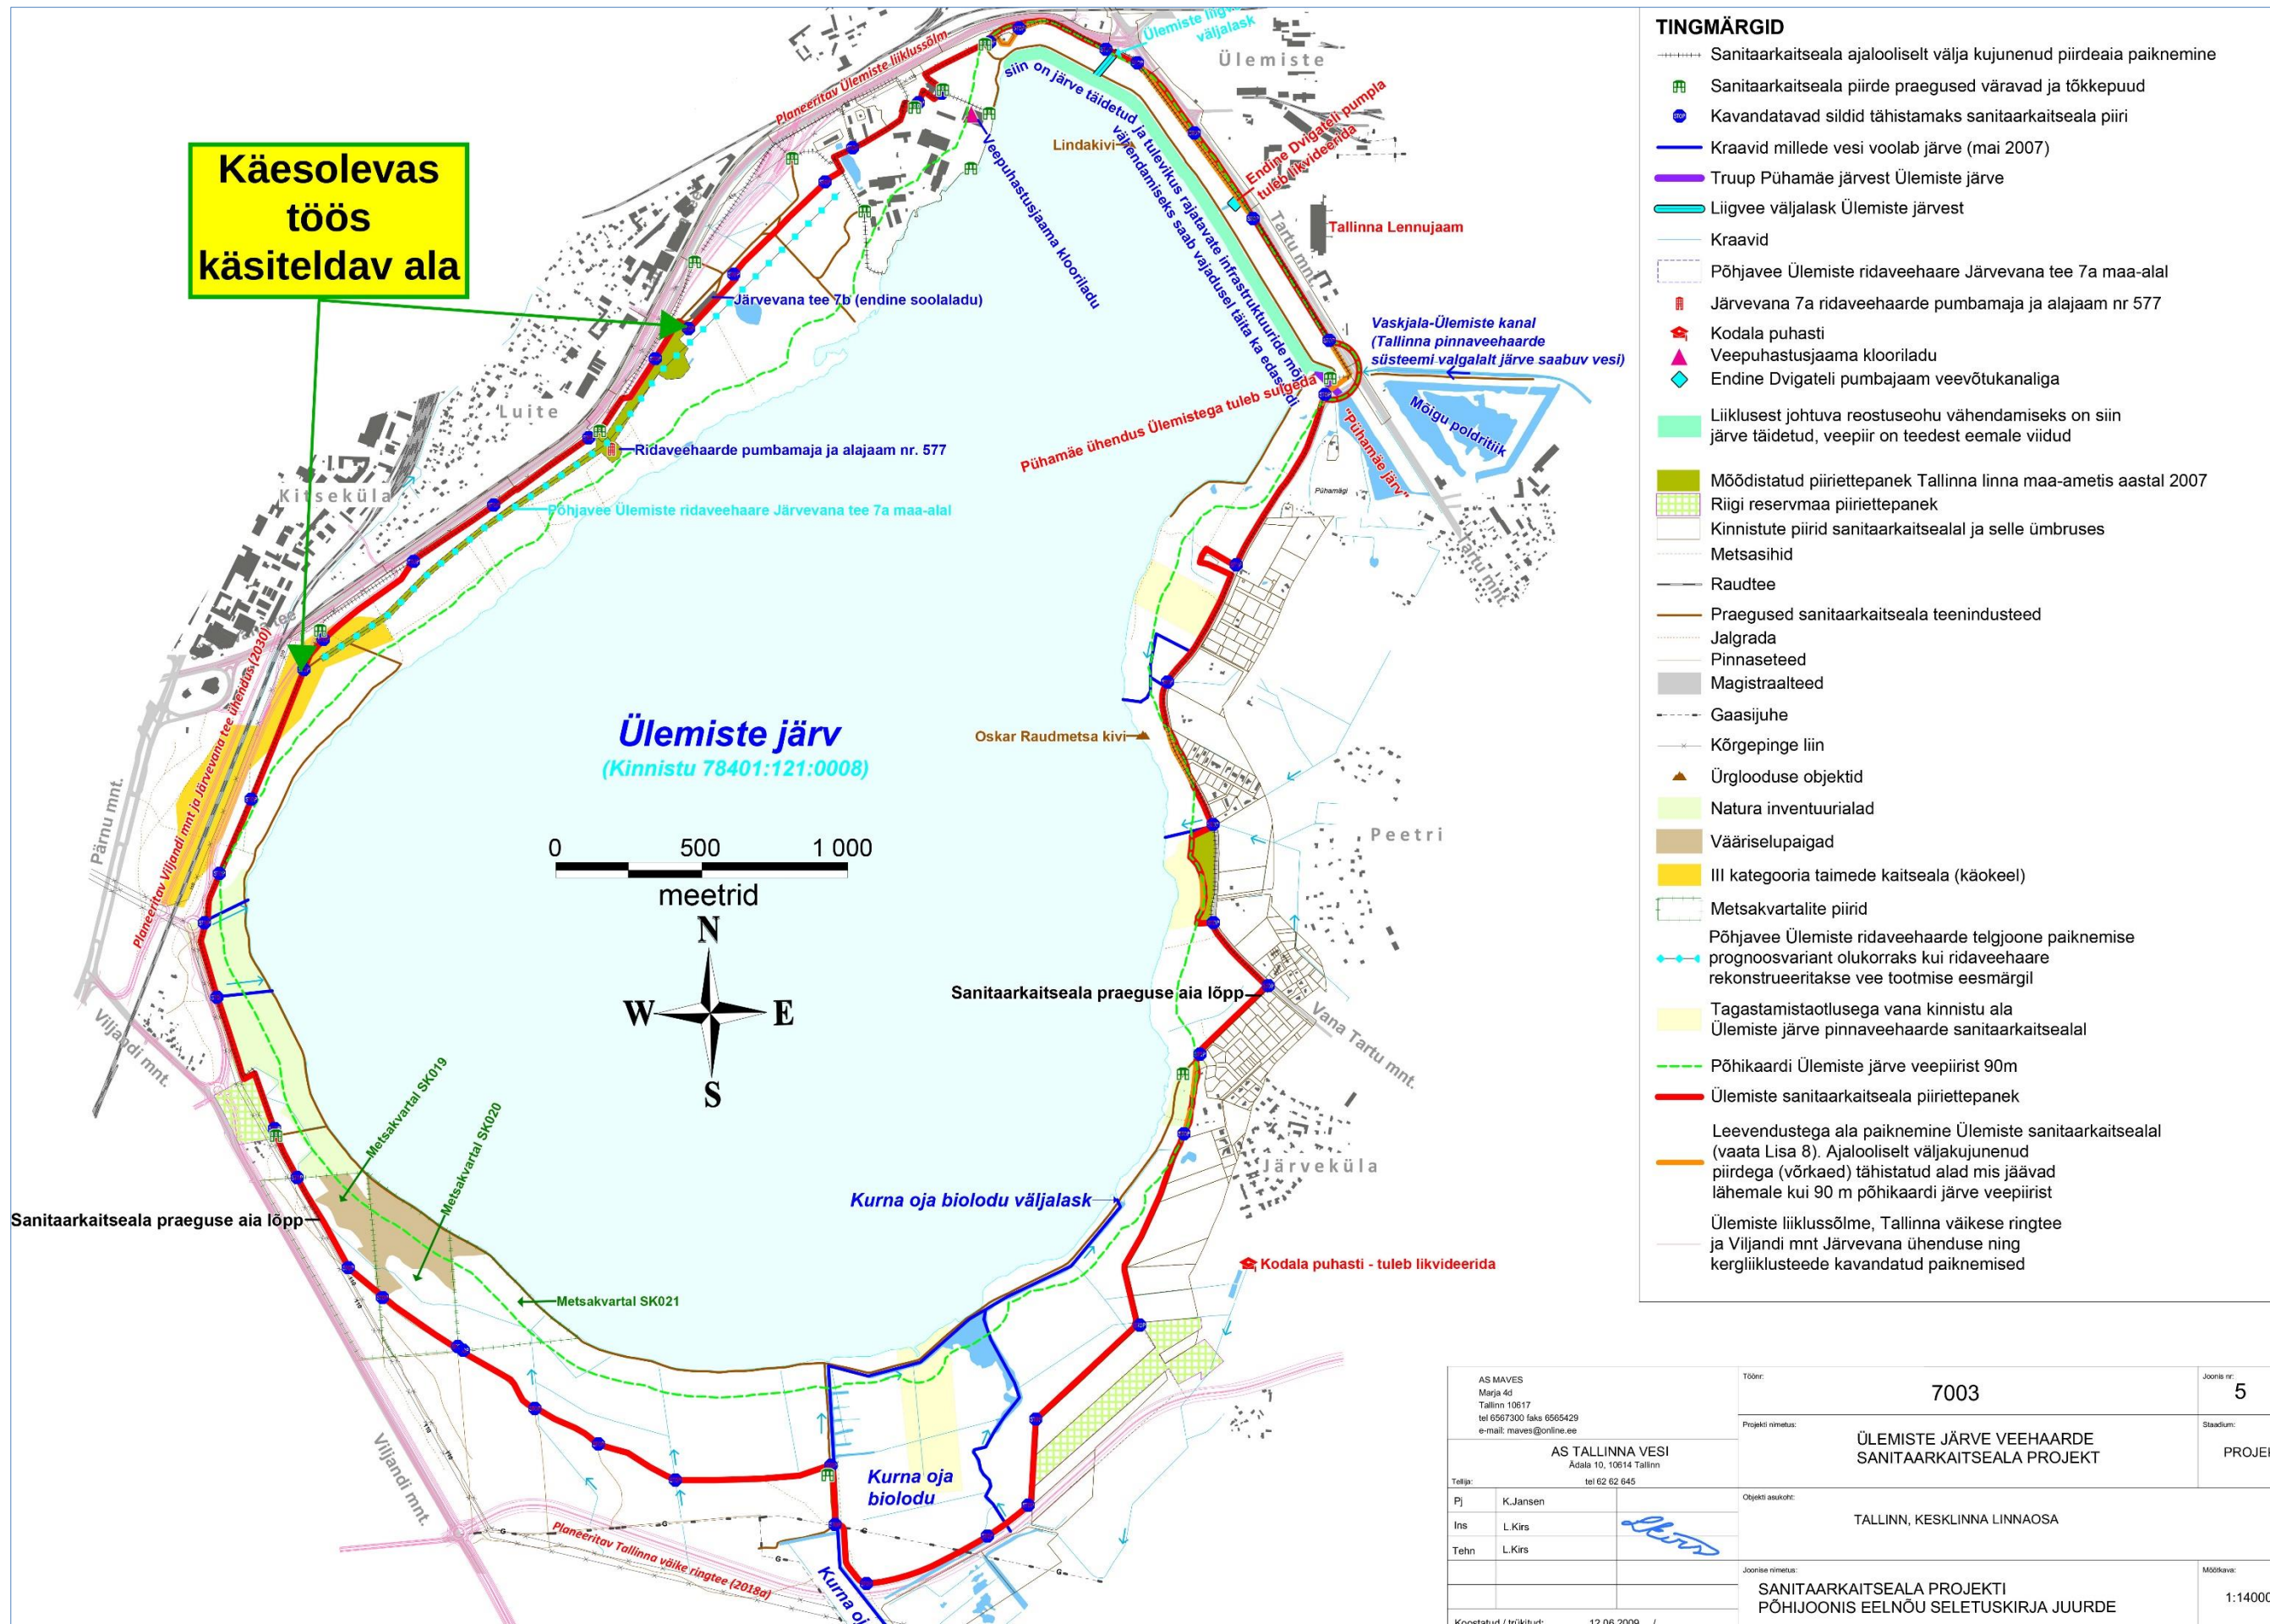 Käesolevas
töös
käsiteldav ala
Planeeritav Ülemiste liiklussõlm
väljalask
Ülemiste
siin on järve täidetud ja tulevikus rajatavate infrastruktuuride mõju
vähendamiseks saab vajadusel täita ka edasi
Lindakivi
Endine Dvigateli pumpla
tuleb likvideerida
Veepuhastusjaama klooriladu
Tartu mnt.
Tallinna Lennujaam
Järvevana tee 7b (endine soolaladu)
Vaskjala-Ülemiste kanal
(Tallinna pinnaveehaarde
süsteemi valgalalt järve saabuv vesi)
Luite
Mõigu poldritiik
Pühamäe ühendus Ülemistega tuleb sulgeda
"Pühamäe järv"
Ridaveehaarde pumbamaja ja alajaam nr. 577
Kitseküla
Pühamägi
Põhjavee Ülemiste ridaveehaare Järvevana tee 7a maa-alal
Tartu mnt.
Planeeritav Viljandi mnt ja Järvevana tee ühendus (2030)
Pärnu mnt.
Ülemiste järv
(Kinnistu 78401:121:0008)
Oskar Raudmetsa kivi
Peetri
0 500 1 000
meetrid
N
W E
S
Sanitaarkaitseala praeguse aia lõpp
Vana Tartu mnt.
Viljandi mnt.
Metsakvartal SK019
Metsakvartal SK020
Järveküla
Kurna oja biolodu väljalask
Sanitaarkaitseala praeguse aia lõpp
Kodala puhasti - tuleb likvideerida
Metsakvartal SK021
Viljandi mnt.
Kurna oja
biolodu
Planeeritav Tallinna väike ringtee (2018a)
Kurna oj
TINGMÄRGID
Sanitaarkaitseala ajalooliselt välja kujunenud piirdeaia paiknemine
Sanitaarkaitseala piirde praegused väravad ja tõkkepuud
Kavandatavad sildid tähistamaks sanitaarkaitseala piiri
Kraavid millede vesi voolab järve (mai 2007)
Truup Pühamäe järvest Ülemiste järve
Liigvee väljalask Ülemiste järvest
Kraavid
Põhjavee Ülemiste ridaveehaare Järvevana tee 7a maa-alal
Järvevana 7a ridaveehaarde pumbamaja ja alajaam nr 577
Kodala puhasti
Veepuhastusjaama klooriladu
Endine Dvigateli pumbajaam veevõtukanaliga
Liiklusest johtuva reostuseohu vähendamiseks on siin
järve täidetud, veepiir on teedest eemale viidud
Mõõdistatud piiriettepanek Tallinna linna maa-ametis aastal 2007
Riigi reservmaa piiriettepanek
Kinnistute piirid sanitaarkaitsealal ja selle ümbruses
Metsasihid
Raudtee
Praegused sanitaarkaitseala teenindusteed
Jalgrada
Pinnaseteed
Magistraalteed
Gaasijuhe
Kõrgepinge liin
Ürglooduse objektid
Natura inventuurialad
Vääriselupaigad
III kategooria taimede kaitseala (käokeel)
Metsakvartalite piirid
Põhjavee Ülemiste ridaveehaarde telgjoone paiknemise
prognoosvariant olukorraks kui ridaveehaare
rekonstrueeritakse vee tootmise eesmärgil
Tagastamistaotlusega vana kinnistu ala
Ülemiste järve pinnaveehaarde sanitaarkaitsealal
Põhikaardi Ülemiste järve veepiirist 90m
Ülemiste sanitaarkaitseala piiriettepanek
Leevendustega ala paiknemine Ülemiste sanitaarkaitsealal
(vaata Lisa 8). Ajalooliselt väljakujunenud
piirdega (võrkaed) tähistatud alad mis jäävad
lähemale kui 90 m põhikaardi järve veepiirist
Ülemiste liiklussõlme, Tallinna väikese ringtee
ja Viljandi mnt Järvevana ühenduse ning
kergliiklusteede kavandatud paiknemised
AS MAVES
Marja 4d
Tallinn 10617
tel 6567300 faks 6565429
e-mail: maves@online.ee
Töönr:
7003
Joonis nr:
5
Projekti nimetus:
ÜLEMISTE JÄRVE VEEHAARDE
SANITAARKAITSEALA PROJEKT
Staadium:
PROJEK
AS TALLINNA VESI
Ädala 10, 10614 Tallinn
Tellija: tel 62 62 645
Pj K.Jansen
Ins L.Kirs
Tehn L.Kirs
Objekti asukoht:
TALLINN, KESKLINNA LINNAOSA
Joonise nimetus:
SANITAARKAITSEALA PROJEKTI
PÕHIJOONIS EELNÕU SELETUSKIRJA JUURDE
Mõõtkava:
1:14000
Koostatud / trükitud: 12.06.2009 /